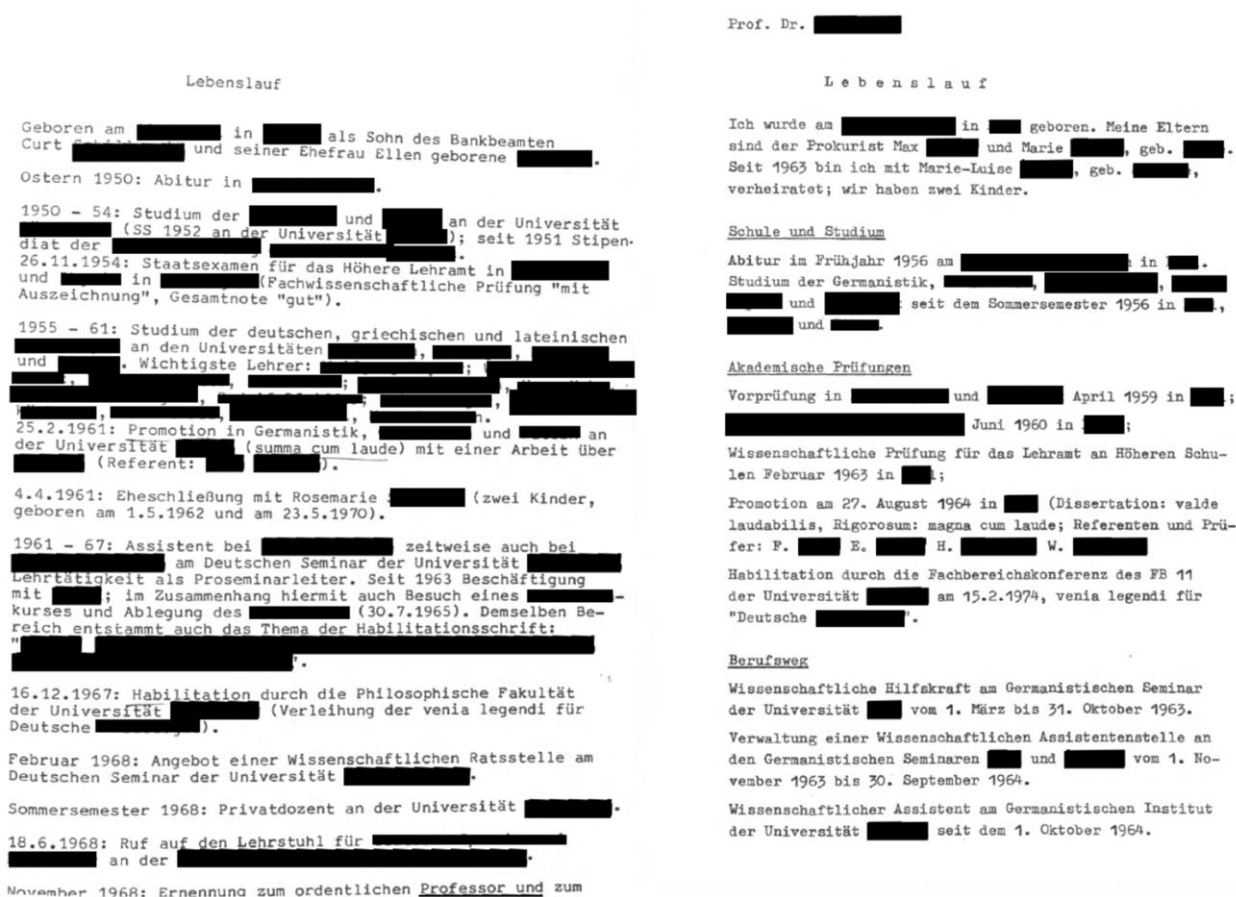 Lebenslauf
Geboren am in als Sohn des Bankbeamten
Curt und seiner Ehefrau Ellen geborene .
Ostern 1950: Abitur in .
1950 - 54: Studium der und an der Universität
(SS 1952 an der Universität ); seit 1951 Stipen-
diat der .
26.11.1954: Staatsexamen für das Höhere Lehramt in
und in (Fachwissenschaftliche Prüfung "mit
Auszeichnung", Gesamtnote "gut").
1955 - 61: Studium der deutschen, griechischen und lateinischen
an den Universitäten , ,
und . Wichtigste Lehrer: ;
, , ; ,
, ;
, , , .
25.2.1961: Promotion in Germanistik, und an
der Universität (summa cum laude) mit einer Arbeit über
(Referent: ).
4.4.1961: Eheschließung mit Rosemarie (zwei Kinder,
geboren am 1.5.1962 und am 23.5.1970).
1961 - 67: Assistent bei zeitweise auch bei
am Deutschen Seminar der Universität
Lehrtätigkeit als Proseminarleiter. Seit 1963 Beschäftigung
mit ; im Zusammenhang hiermit auch Besuch eines -
kurses und Ablegung des (30.7.1965). Demselben Be-
reich entstammt auch das Thema der Habilitationsschrift:
"
".
16.12.1967: Habilitation durch die Philosophische Fakultät
der Universität (Verleihung der venia legendi für
Deutsche ).
Februar 1968: Angebot einer Wissenschaftlichen Ratsstelle am
Deutschen Seminar der Universität .
Sommersemester 1968: Privatdozent an der Universität .
18.6.1968: Ruf auf den Lehrstuhl für
an der .
November 1968: Ernennung zum ordentlichen Professor und zum
Prof. Dr.
Lebenslauf
Ich wurde am in geboren. Meine Eltern
sind der Prokurist Max und Marie , geb. .
Seit 1963 bin ich mit Marie-Luise , geb. ,
verheiratet; wir haben zwei Kinder.
Schule und Studium
Abitur im Frühjahr 1956 am in .
Studium der Germanistik, , ,
und seit dem Sommersemester 1956 in ,
und .
Akademische Prüfungen
Vorprüfung in und April 1959 in ;
Juni 1960 in ;
Wissenschaftliche Prüfung für das Lehramt an Höheren Schu-
len Februar 1963 in ;
Promotion am 27. August 1964 in (Dissertation: valde
laudabilis, Rigorosum: magna cum laude; Referenten und Prü-
fer: F. E. H. W.
Habilitation durch die Fachbereichskonferenz des FB 11
der Universität am 15.2.1974, venia legendi für
"Deutsche ".
Berufsweg
Wissenschaftliche Hilfskraft am Germanistischen Seminar
der Universität vom 1. März bis 31. Oktober 1963.
Verwaltung einer Wissenschaftlichen Assistentenstelle an
den Germanistischen Seminaren und vom 1. No-
vember 1963 bis 30. September 1964.
Wissenschaftlicher Assistent am Germanistischen Institut
der Universität seit dem 1. Oktober 1964.